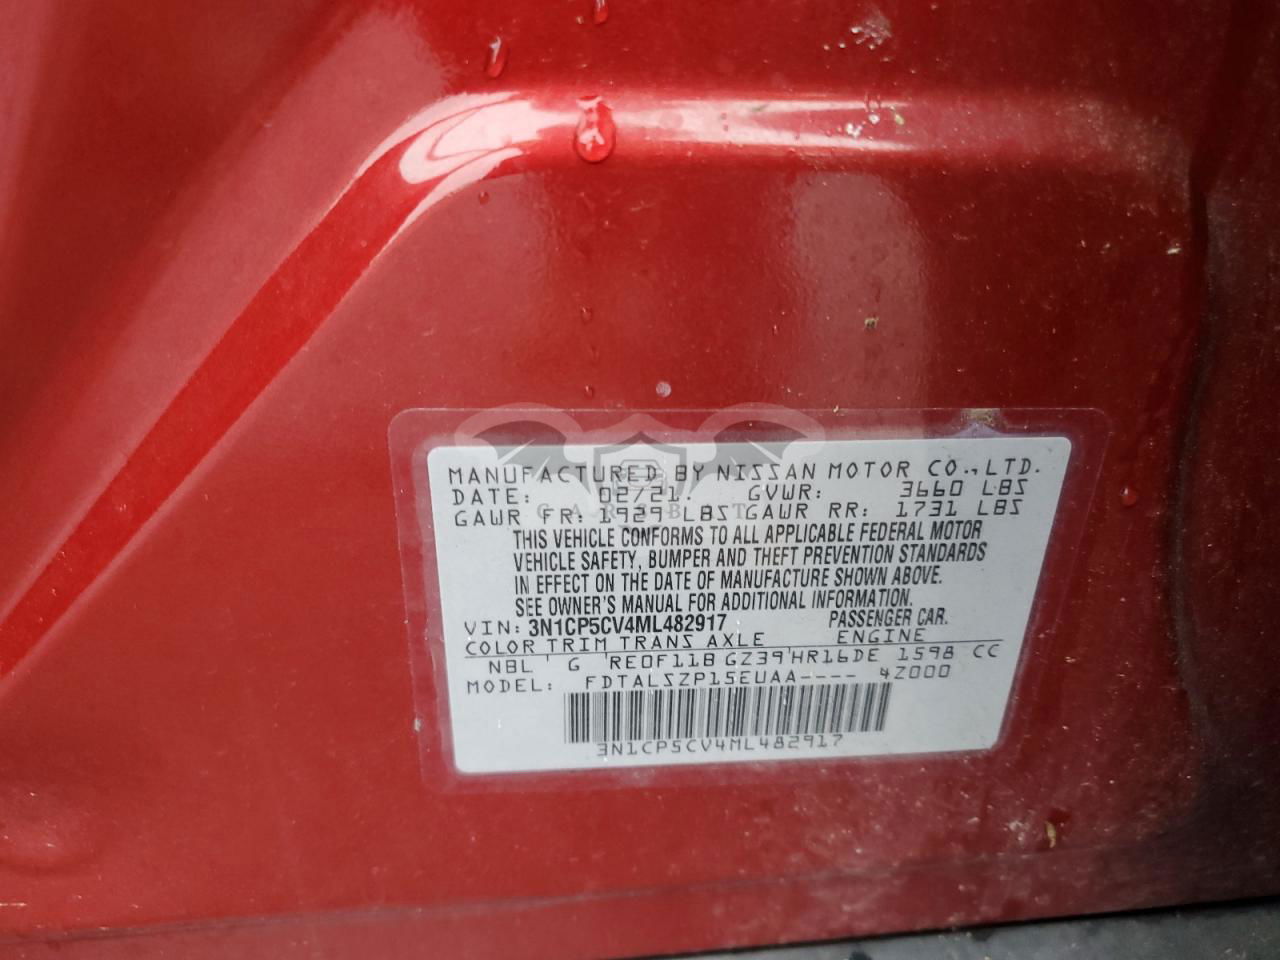 MANUFACTURED BY NISSAN MOTOR CO., LTD.
DATE: 02/21. GVWR: 3660 LBS
GAWR FR: 1929 LBS GAWR RR: 1731 LBS
THIS VEHICLE CONFORMS TO ALL APPLICABLE FEDERAL MOTOR
VEHICLE SAFETY, BUMPER AND THEFT PREVENTION STANDARDS
IN EFFECT ON THE DATE OF MANUFACTURE SHOWN ABOVE.
SEE OWNER'S MANUAL FOR ADDITIONAL INFORMATION.
VIN: 3N1CP5CV4ML482917 PASSENGER CAR.
COLOR TRIM TRANS AXLE ENGINE
NBL G RE0F11B GZ39 HR16DE 1598 CC
MODEL: FDTALSZP15EUAA---- 4Z000
3N1CP5CV4ML482917